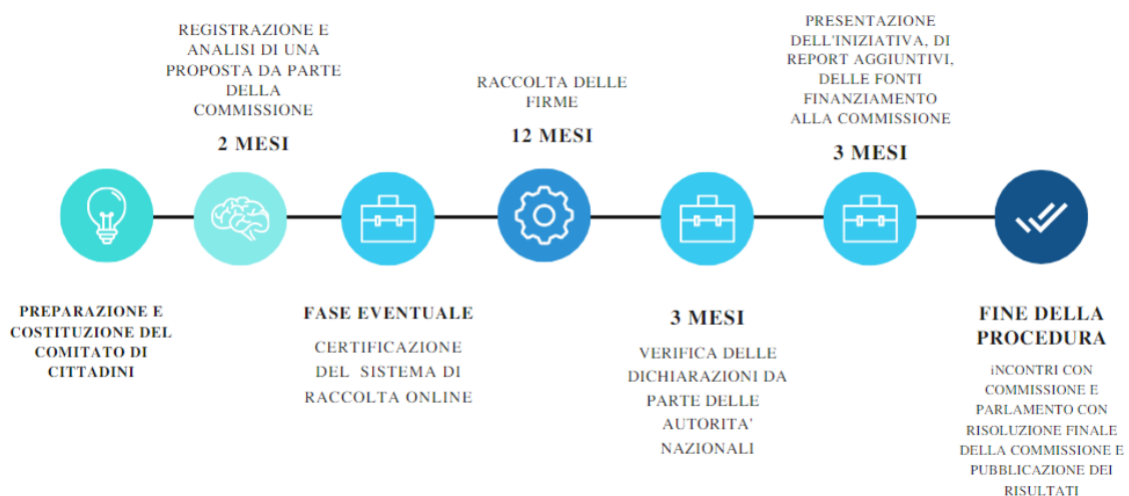 PREPARAZIONE E
COSTITUZIONE DEL
COMITATO DI
CITTADINI
REGISTRAZIONE E
ANALISI DI UNA
PROPOSTA DA PARTE
DELLA
COMMISSIONE
2 MESI
FASE EVENTUALE
CERTIFICAZIONE
DEL SISTEMA DI
RACCOLTA ONLINE
RACCOLTA DELLE
FIRME
12 MESI
3 MESI
VERIFICA DELLE
DICHIARAZIONI DA
PARTE DELLE
AUTORITA'
NAZIONALI
PRESENTAZIONE
DELL'INIZIATIVA, DI
REPORT AGGIUNTIVI,
DELLE FONTI
FINANZIAMENTO
ALLA COMMISSIONE
3 MESI
FINE DELLA
PROCEDURA
iNCONTRI CON
COMMISSIONE E
PARLAMENTO CON
RISOLUZIONE FINALE
DELLA COMMISSIONE E
PUBBLICAZIONE DEI
RISULTATI